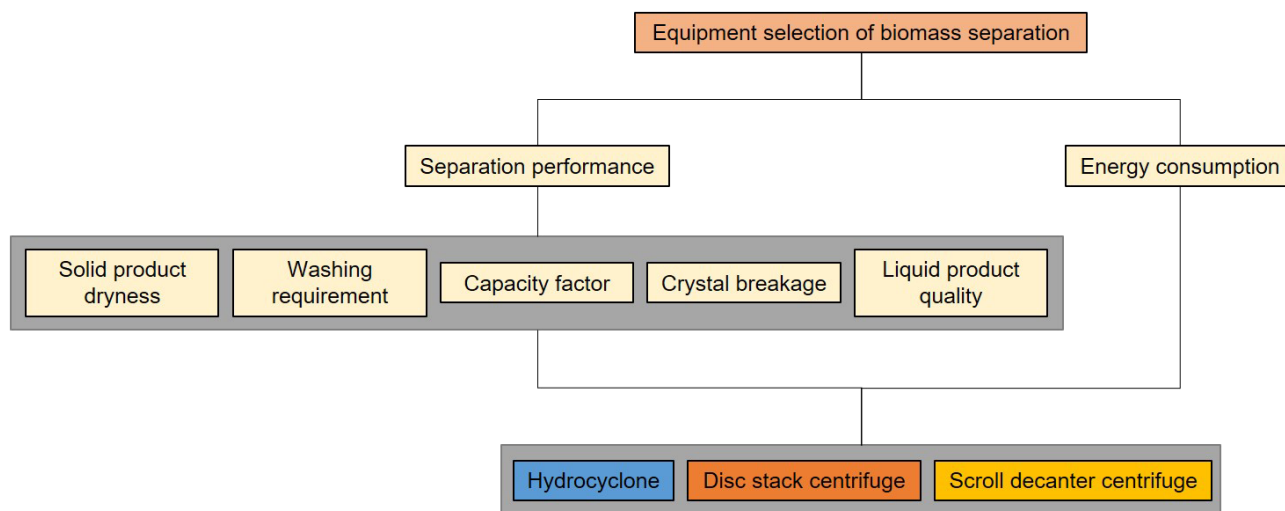 Equipment selection of biomass separation
Separation performance
Energy consumption
Solid product
dryness
Washing
requirement
Capacity factor
Crystal breakage
Liquid product
quality
Hydrocyclone
Disc stack centrifuge
Scroll decanter centrifuge